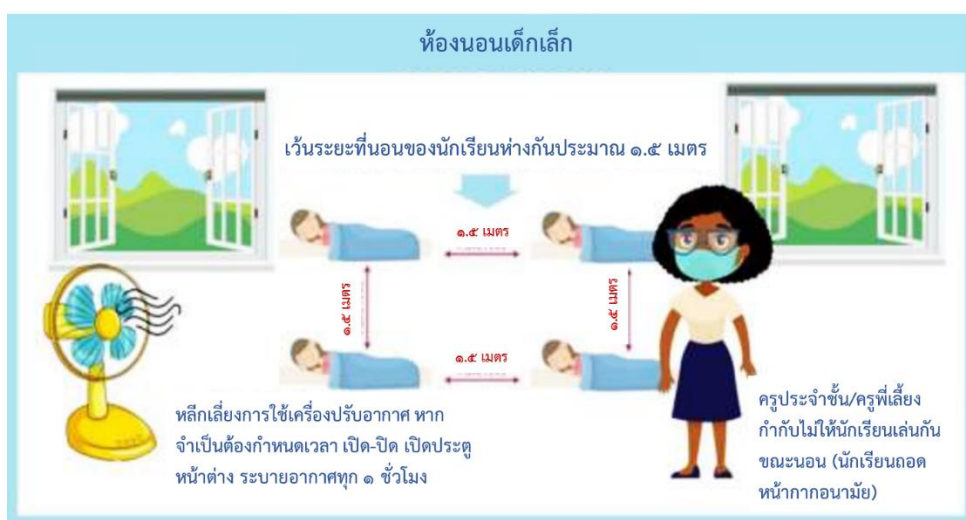 ห้องนอนเด็กเล็ก
เว้นระยะที่นอนของนักเรียนห่างกันประมาณ ๑.๕ เมตร
๑.๕ เมตร
๑.๕ เมตร
๑.๕ เมตร
๑.๕ เมตร
หลีกเลี่ยงการใช้เครื่องปรับอากาศ หาก
จำเป็นต้องกำหนดเวลา เปิด-ปิด เปิดประตู
หน้าต่าง ระบายอากาศทุก ๑ ชั่วโมง
ครูประจำชั้น/ครูพี่เลี้ยง
กำกับไม่ให้นักเรียนเล่นกัน
ขณะนอน (นักเรียนถอด
หน้ากากอนามัย)